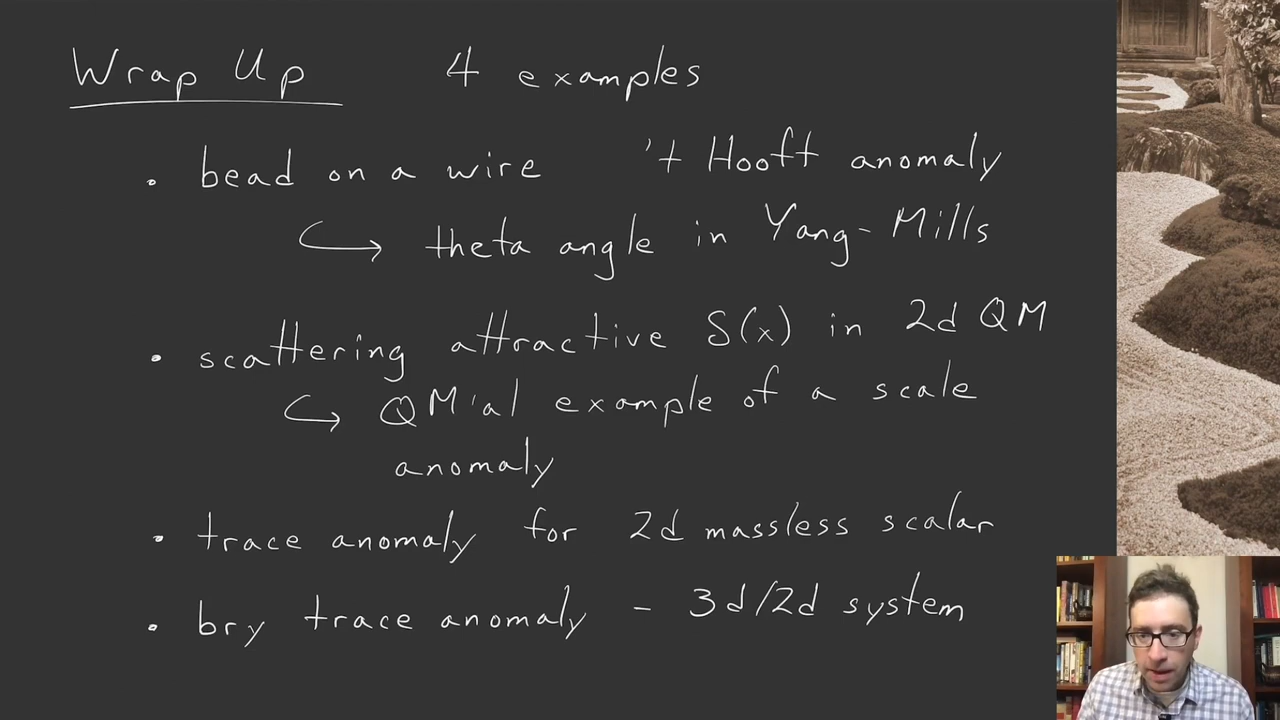 Wrap Up 4 examples
• bead on a wire 't Hooft anomaly
↪ theta angle in Yang-Mills
• scattering attractive δ(x) in 2d QM
↪ QM'al example of a scale
anomaly
• trace anomaly for 2d massless scalar
• bry trace anomaly - 3d/2d system